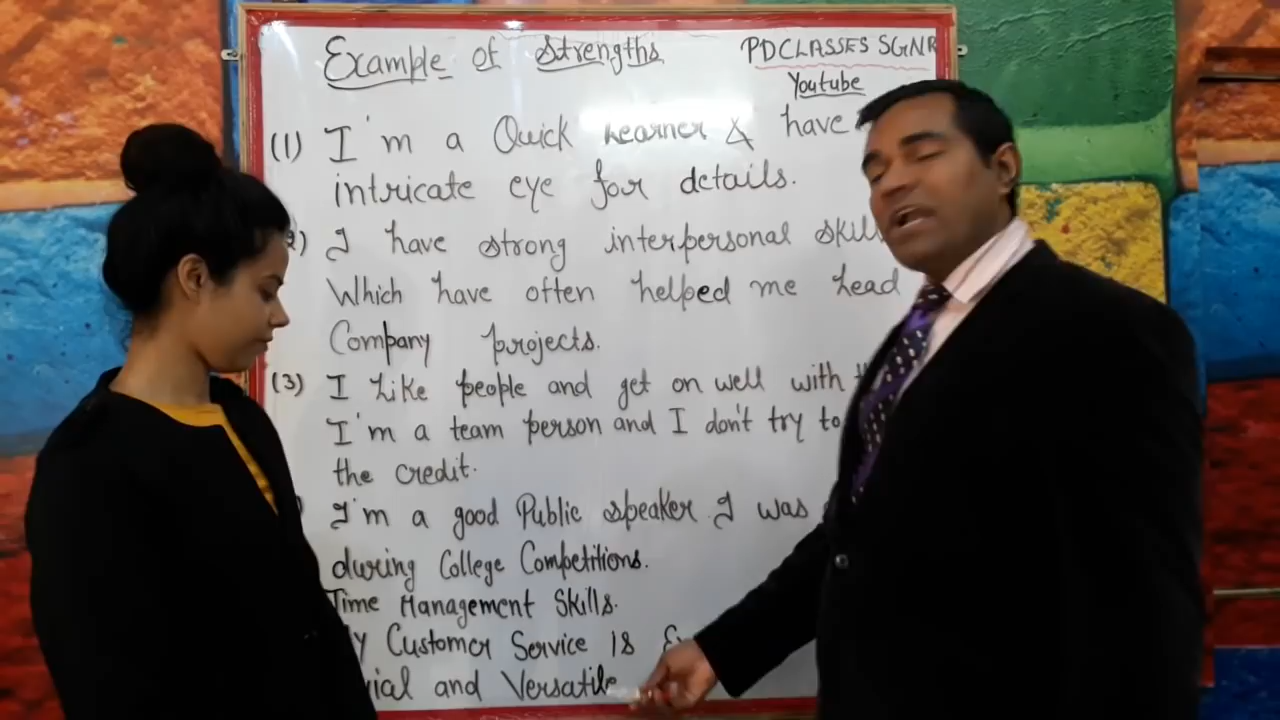 Example of Strengths
PDCLASSES SGNR
Youtube
(1) I'm a Quick Learner & have
intricate eye for details.
2) I have strong interpersonal skill
Which have often helped me Lead
Company projects.
(3) I Like people and get on well with
I'm a team person and I don't try to
the credit.
I'm a good Public speaker. I was
during College Competitions.
Time Management Skills.
Customer Service Is
and Versatile